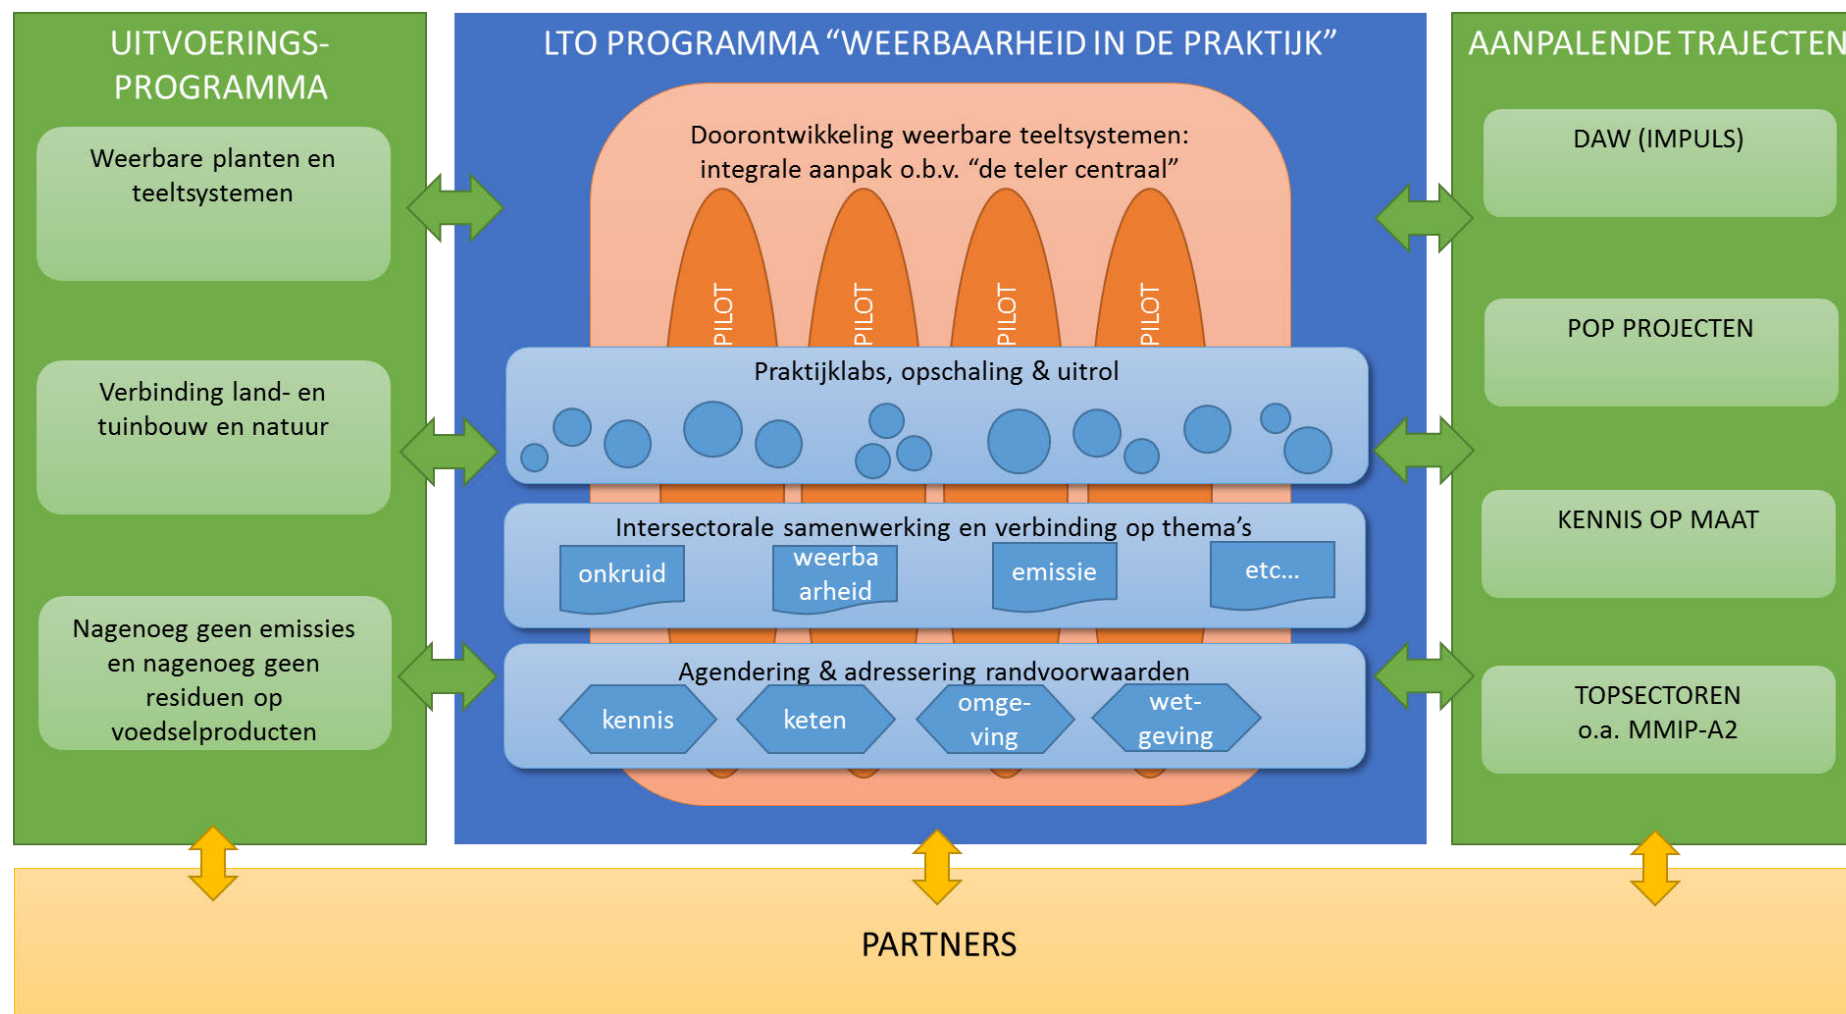 UITVOERINGS-
PROGRAMMA
Weerbare planten en
teeltsystemen
Verbinding land- en
tuinbouw en natuur
Nagenoeg geen emissies
en nagenoeg geen
residuen op
voedselproducten
LTO PROGRAMMA “WEERBAARHEID IN DE PRAKTIJK”
Doorontwikkeling weerbare teeltsystemen:
integrale aanpak o.b.v. “de teler centraal”
PILOT
PILOT
PILOT
PILOT
Praktijklabs, opschaling & uitrol
Intersectorale samenwerking en verbinding op thema’s
onkruid
weerba
arheid
emissie
etc...
Agendering & adressering randvoorwaarden
kennis
keten
omge-
ving
wet-
geving
AANPALENDE TRAJECTEN
DAW (IMPULS)
POP PROJECTEN
KENNIS OP MAAT
TOPSECTOREN
o.a. MMIP-A2
PARTNERS